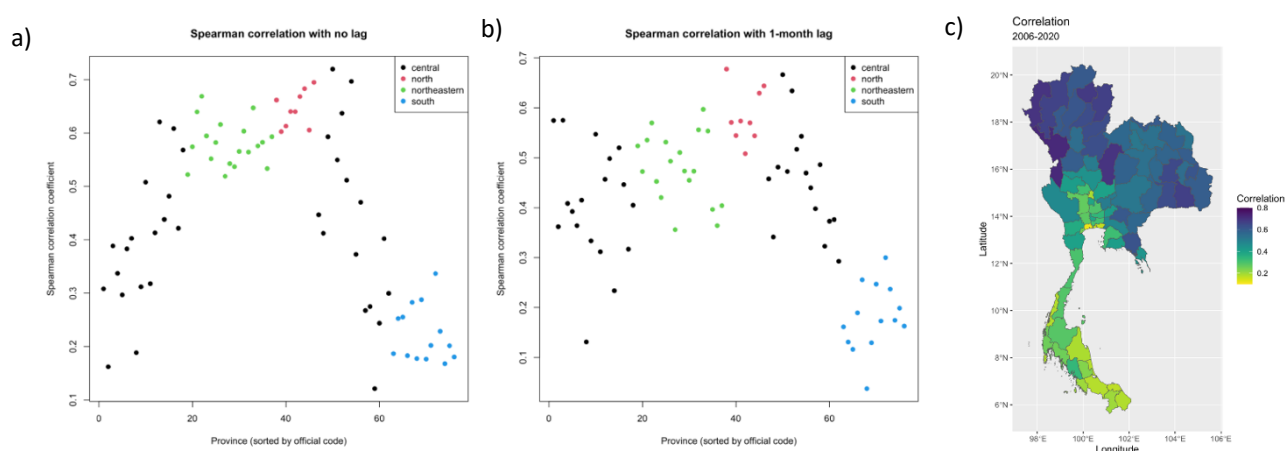 a)
Spearman correlation with no lag
central
north
northeastern
south
Spearman correlation coefficient
0.7
0.6
0.5
0.4
0.3
0.2
0.1
0 20 40 60
Province (sorted by official code)
b)
Spearman correlation with 1-month lag
central
north
northeastern
south
Spearman correlation coefficient
0.7
0.6
0.5
0.4
0.3
0.2
0.1
0 20 40 60
Province (sorted by official code)
c)
Correlation
2006-2020
20°N
18°N
16°N
14°N
12°N
10°N
8°N
6°N
Latitude
98°E 100°E 102°E 104°E 106°E
Longitude
Correlation
0.8
0.6
0.4
0.2